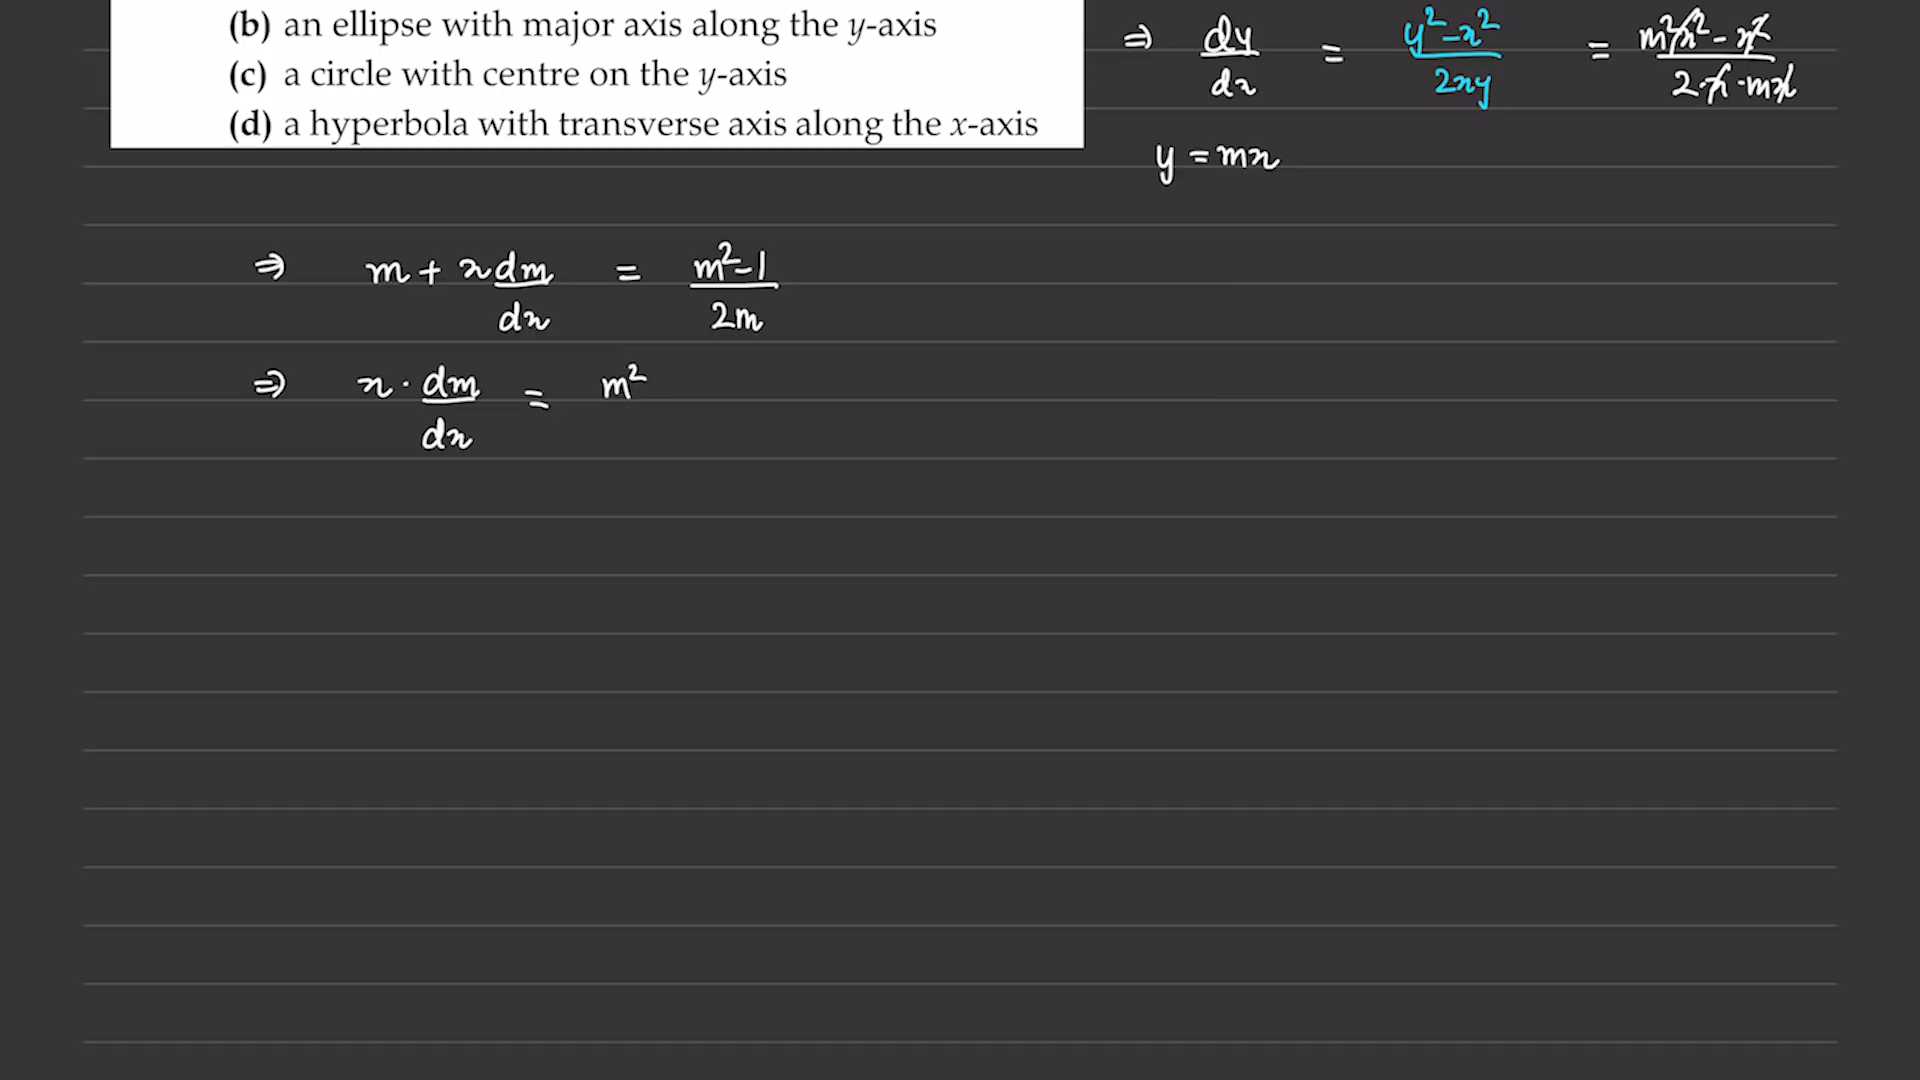 (b) an ellipse with major axis along the y-axis
(c) a circle with centre on the y-axis
(d) a hyperbola with transverse axis along the x-axis
⇒ dy/dx = (y²-x²)/(2xy) = (m²x²-x²)/(2·x·mx)
y = mx
⇒ m + x dm/dx = (m²-1)/(2m)
⇒ x · dm/dx = m²